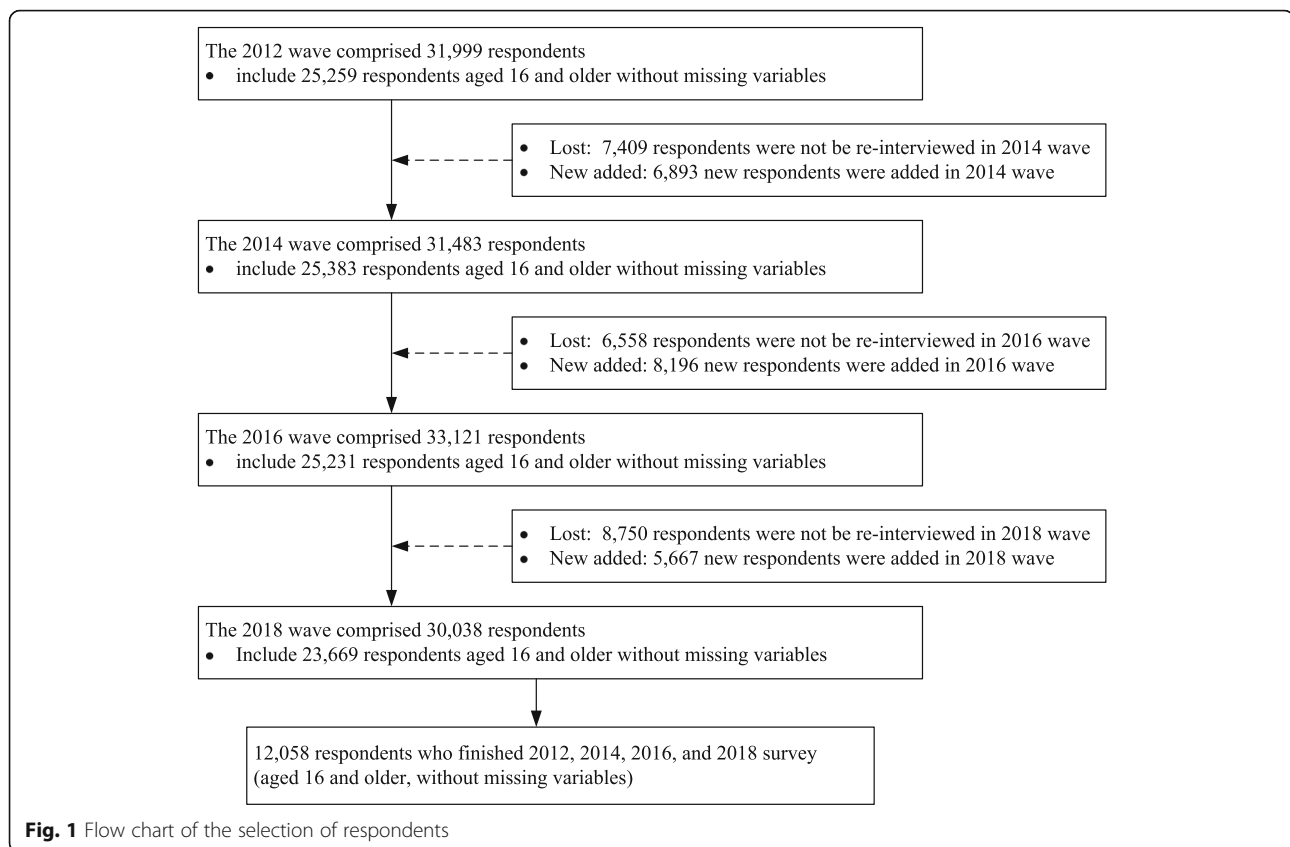 The 2012 wave comprised 31,999 respondents
• include 25,259 respondents aged 16 and older without missing variables
• Lost: 7,409 respondents were not be re-interviewed in 2014 wave
• New added: 6,893 new respondents were added in 2014 wave
The 2014 wave comprised 31,483 respondents
• include 25,383 respondents aged 16 and older without missing variables
• Lost: 6,558 respondents were not be re-interviewed in 2016 wave
• New added: 8,196 new respondents were added in 2016 wave
The 2016 wave comprised 33,121 respondents
• include 25,231 respondents aged 16 and older without missing variables
• Lost: 8,750 respondents were not be re-interviewed in 2018 wave
• New added: 5,667 new respondents were added in 2018 wave
The 2018 wave comprised 30,038 respondents
• Include 23,669 respondents aged 16 and older without missing variables
12,058 respondents who finished 2012, 2014, 2016, and 2018 survey
(aged 16 and older, without missing variables)
Fig. 1 Flow chart of the selection of respondents